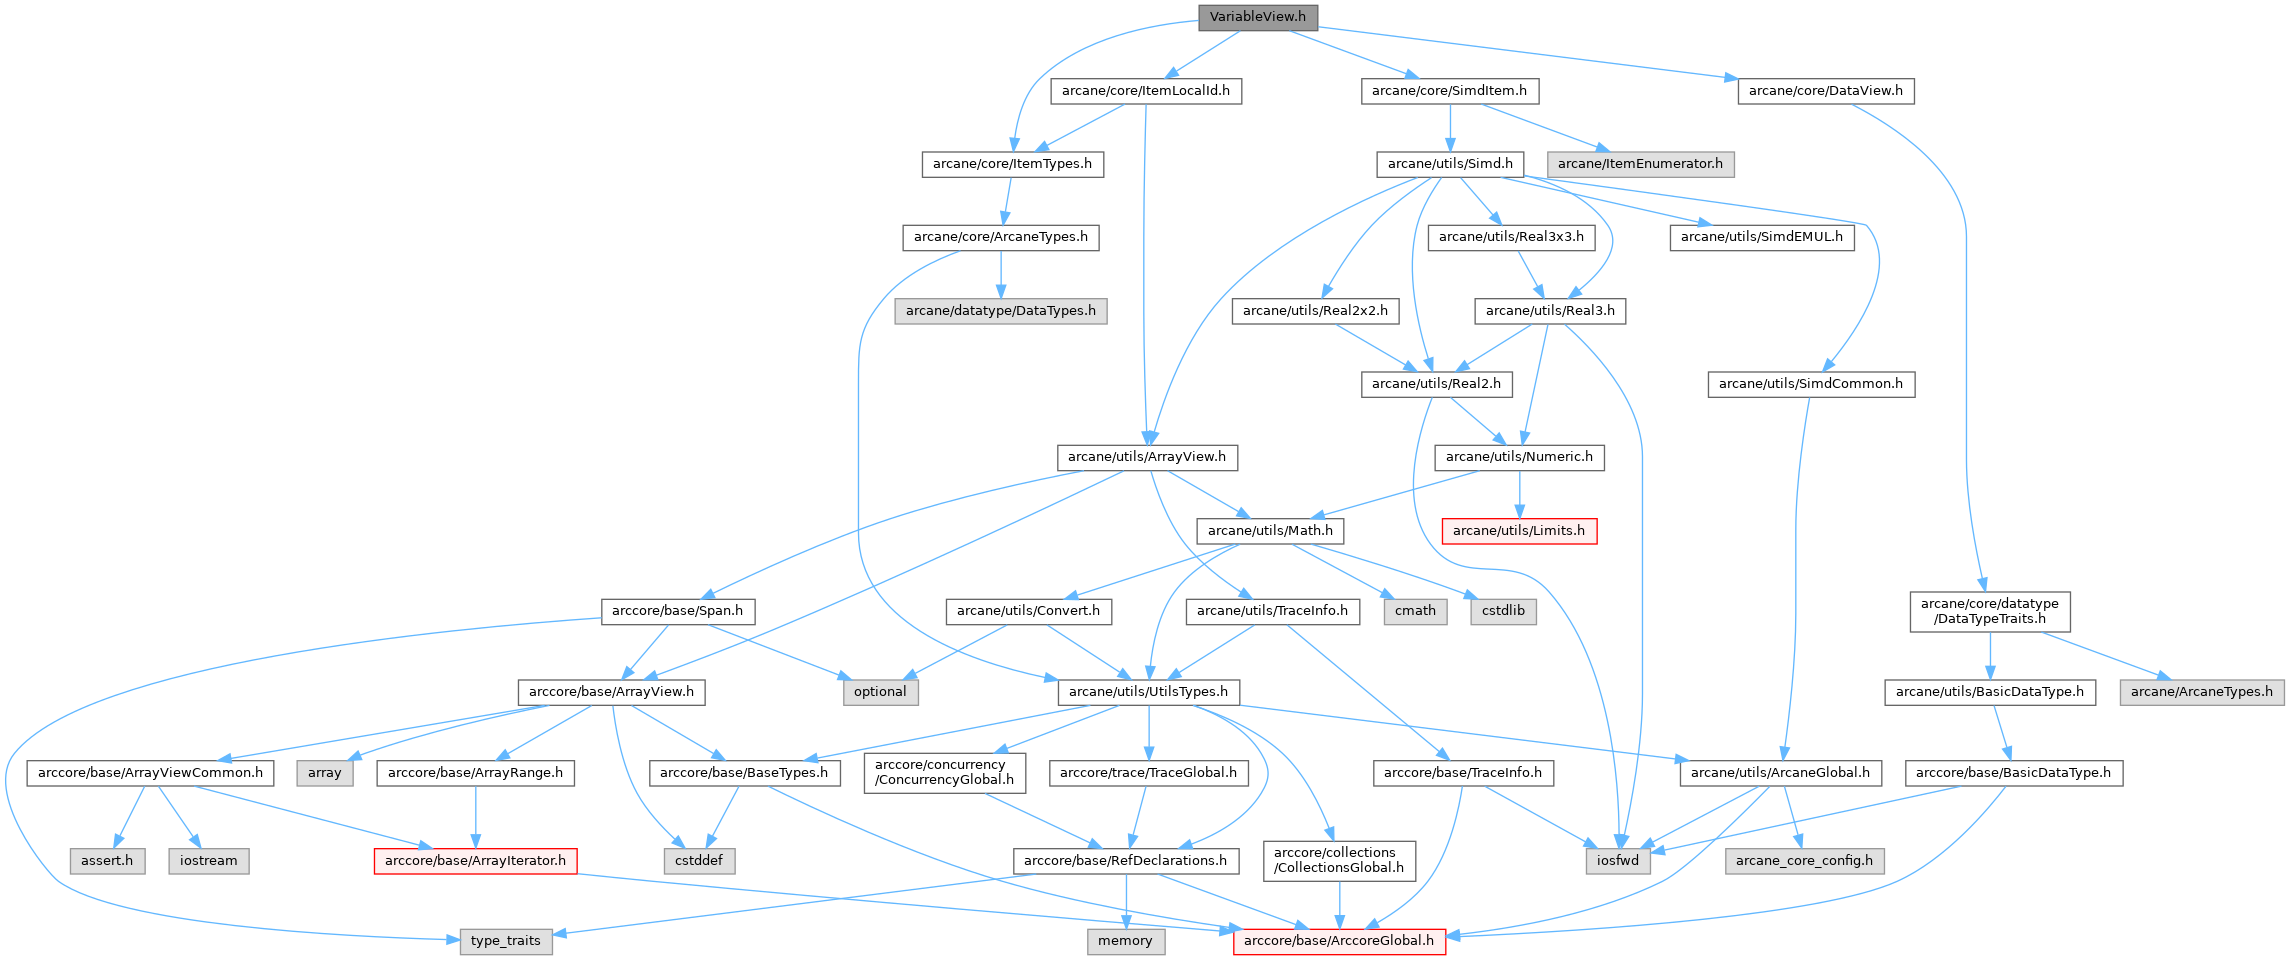 VariableView.h
arcane/core/ItemLocalId.h
arcane/core/SimdItem.h
arcane/core/DataView.h
arcane/core/ItemTypes.h
arcane/utils/Simd.h
arcane/ItemEnumerator.h
arcane/core/ArcaneTypes.h
arcane/utils/Real3x3.h
arcane/utils/SimdEMUL.h
arcane/datatype/DataTypes.h
arcane/utils/Real2x2.h
arcane/utils/Real3.h
arcane/utils/Real2.h
arcane/utils/SimdCommon.h
arcane/utils/ArrayView.h
arcane/utils/Numeric.h
arcane/utils/Math.h
arcane/utils/Limits.h
arccore/base/Span.h
arcane/utils/Convert.h
arcane/utils/TraceInfo.h
cmath
cstdlib
arcane/core/datatype
/DataTypeTraits.h
arccore/base/ArrayView.h
optional
arcane/utils/UtilsTypes.h
arcane/utils/BasicDataType.h
arcane/ArcaneTypes.h
arccore/base/ArrayViewCommon.h
array
arccore/base/ArrayRange.h
arccore/base/BaseTypes.h
arccore/concurrency
/ConcurrencyGlobal.h
arccore/trace/TraceGlobal.h
arccore/base/TraceInfo.h
arcane/utils/ArcaneGlobal.h
arccore/base/BasicDataType.h
assert.h
iostream
arccore/base/ArrayIterator.h
cstddef
arccore/base/RefDeclarations.h
arccore/collections
/CollectionsGlobal.h
iosfwd
arcane_core_config.h
type_traits
memory
arccore/base/ArccoreGlobal.h